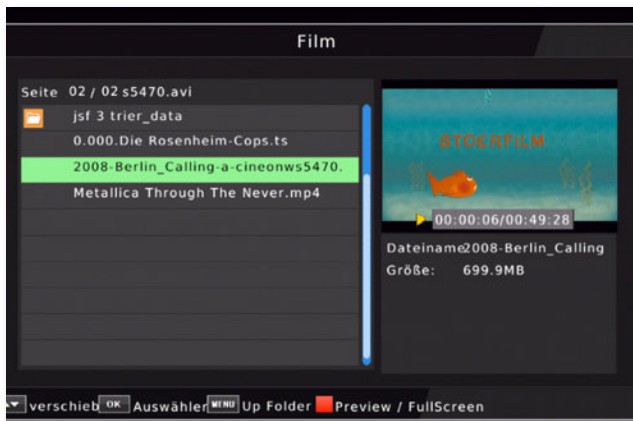 Film
Seite 02 / 02 s5470.avi
jsf 3 trier_data
0.000.Die Rosenheim-Cops.ts
2008-Berlin_Calling-a-cineonws5470.
Metallica Through The Never.mp4
STOERFILM
00:00:06/00:49:28
Dateiname2008-Berlin_Calling
Größe: 699.9MB
verschieb OK Auswähler MENU Up Folder Preview / FullScreen